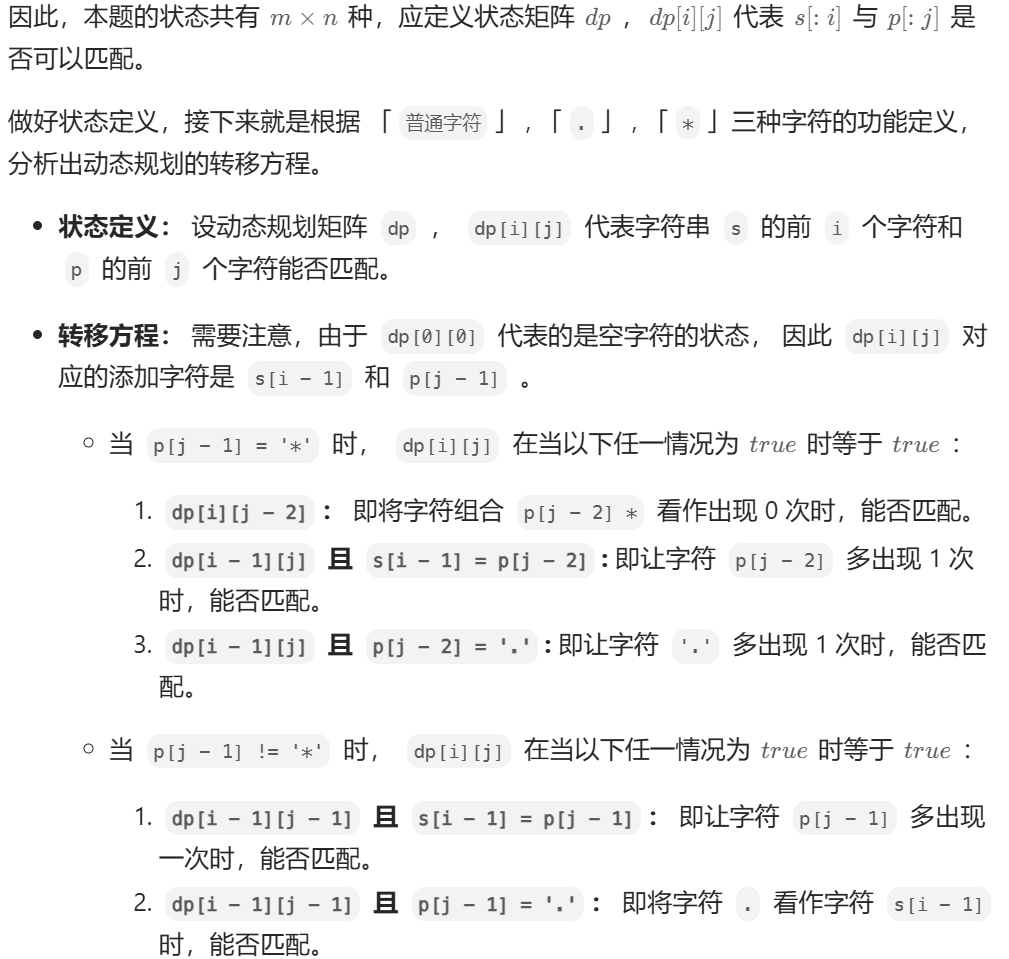 因此，本题的状态共有 m × n 种，应定义状态矩阵 dp ，dp[i][j] 代表 s[: i] 与 p[: j] 是
否可以匹配。
做好状态定义，接下来就是根据 「 普通字符 」 , 「 . 」 , 「 * 」 三种字符的功能定义，
分析出动态规划的转移方程。
• 状态定义： 设动态规划矩阵 dp ， dp[i][j] 代表字符串 s 的前 i 个字符和
p 的前 j 个字符能否匹配。
• 转移方程： 需要注意，由于 dp[0][0] 代表的是空字符的状态， 因此 dp[i][j] 对
应的添加字符是 s[i - 1] 和 p[j - 1] 。
○ 当 p[j - 1] = '*' 时， dp[i][j] 在当以下任一情况为 true 时等于 true ：
1. dp[i][j - 2] ： 即将字符组合 p[j - 2] * 看作出现 0 次时，能否匹配。
2. dp[i - 1][j] 且 s[i - 1] = p[j - 2] : 即让字符 p[j - 2] 多出现 1 次
时，能否匹配。
3. dp[i - 1][j] 且 p[j - 2] = '.' : 即让字符 '.' 多出现 1 次时，能否匹
配。
○ 当 p[j - 1] != '*' 时， dp[i][j] 在当以下任一情况为 true 时等于 true ：
1. dp[i - 1][j - 1] 且 s[i - 1] = p[j - 1] ： 即让字符 p[j - 1] 多出现
一次时，能否匹配。
2. dp[i - 1][j - 1] 且 p[j - 1] = '.' ： 即将字符 . 看作字符 s[i - 1]
时，能否匹配。